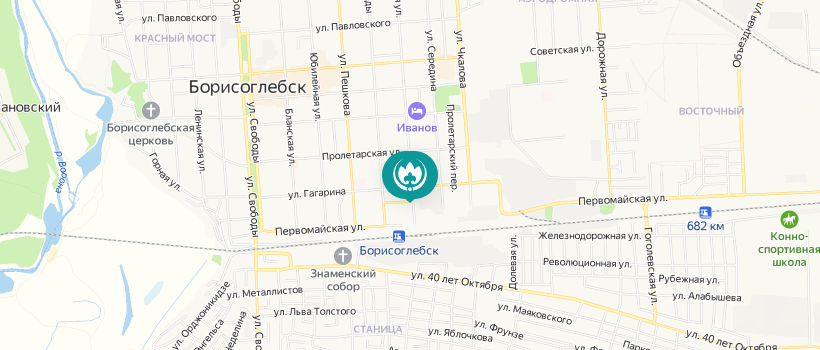 АЭРОДРОМ
ул. Павловского
ул. Павловского
КРАСНЫЙ МОСТ
ул. Свободы
ул. Середина
ул. Чкалова
Советская ул.
Дорожная ул.
Объездная ул.
Юбилейная ул.
ул. Пешкова
Борисоглебск
ановский
Борисоглебская
церковь
Ленинская ул.
ул. Свободы
Бланская ул.
Иванов
Пролетарский пер.
ВОСТОЧНЫЙ
р. Ворона
Горная ул.
Пролетарская ул.
ул. Свободы
ул. Гагарина
Первомайская ул.
Первомайская ул.
682 км
Борисоглебск
Железнодорожная ул.
Конно-
спортивная
школа
Знаменский
собор
Полевая ул.
Революционная ул.
Гоголевская ул.
Рубежная ул.
ул. 40 лет Октября
ул. Металлистов
ул. Алабышева
ул. Орджоникидзе
ул. Льва Толстого
ул. Маяковского
СТАНИЦА
ул. Фрунзе
ул. Яблочкова
ул. 40 лет Октября